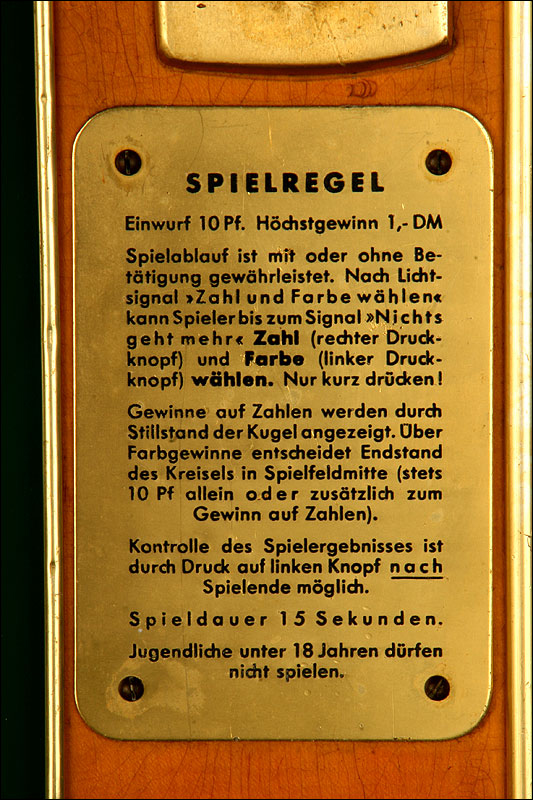 SPIELREGEL
Einwurf 10 Pf. Höchstgewinn 1,- DM
Spielablauf ist mit oder ohne Be-
tätigung gewährleistet. Nach Licht-
signal »Zahl und Farbe wählen«
kann Spieler bis zum Signal »Nichts
geht mehr« Zahl (rechter Druck-
knopf) und Farbe (linker Druck-
knopf) wählen. Nur kurz drücken!
Gewinne auf Zahlen werden durch
Stillstand der Kugel angezeigt. Über
Farbgewinne entscheidet Endstand
des Kreisels in Spielfeldmitte (stets
10 Pf allein oder zusätzlich zum
Gewinn auf Zahlen).
Kontrolle des Spielergebnisses ist
durch Druck auf linken Knopf nach
Spielende möglich.
Spieldauer 15 Sekunden.
Jugendliche unter 18 Jahren dürfen
nicht spielen.